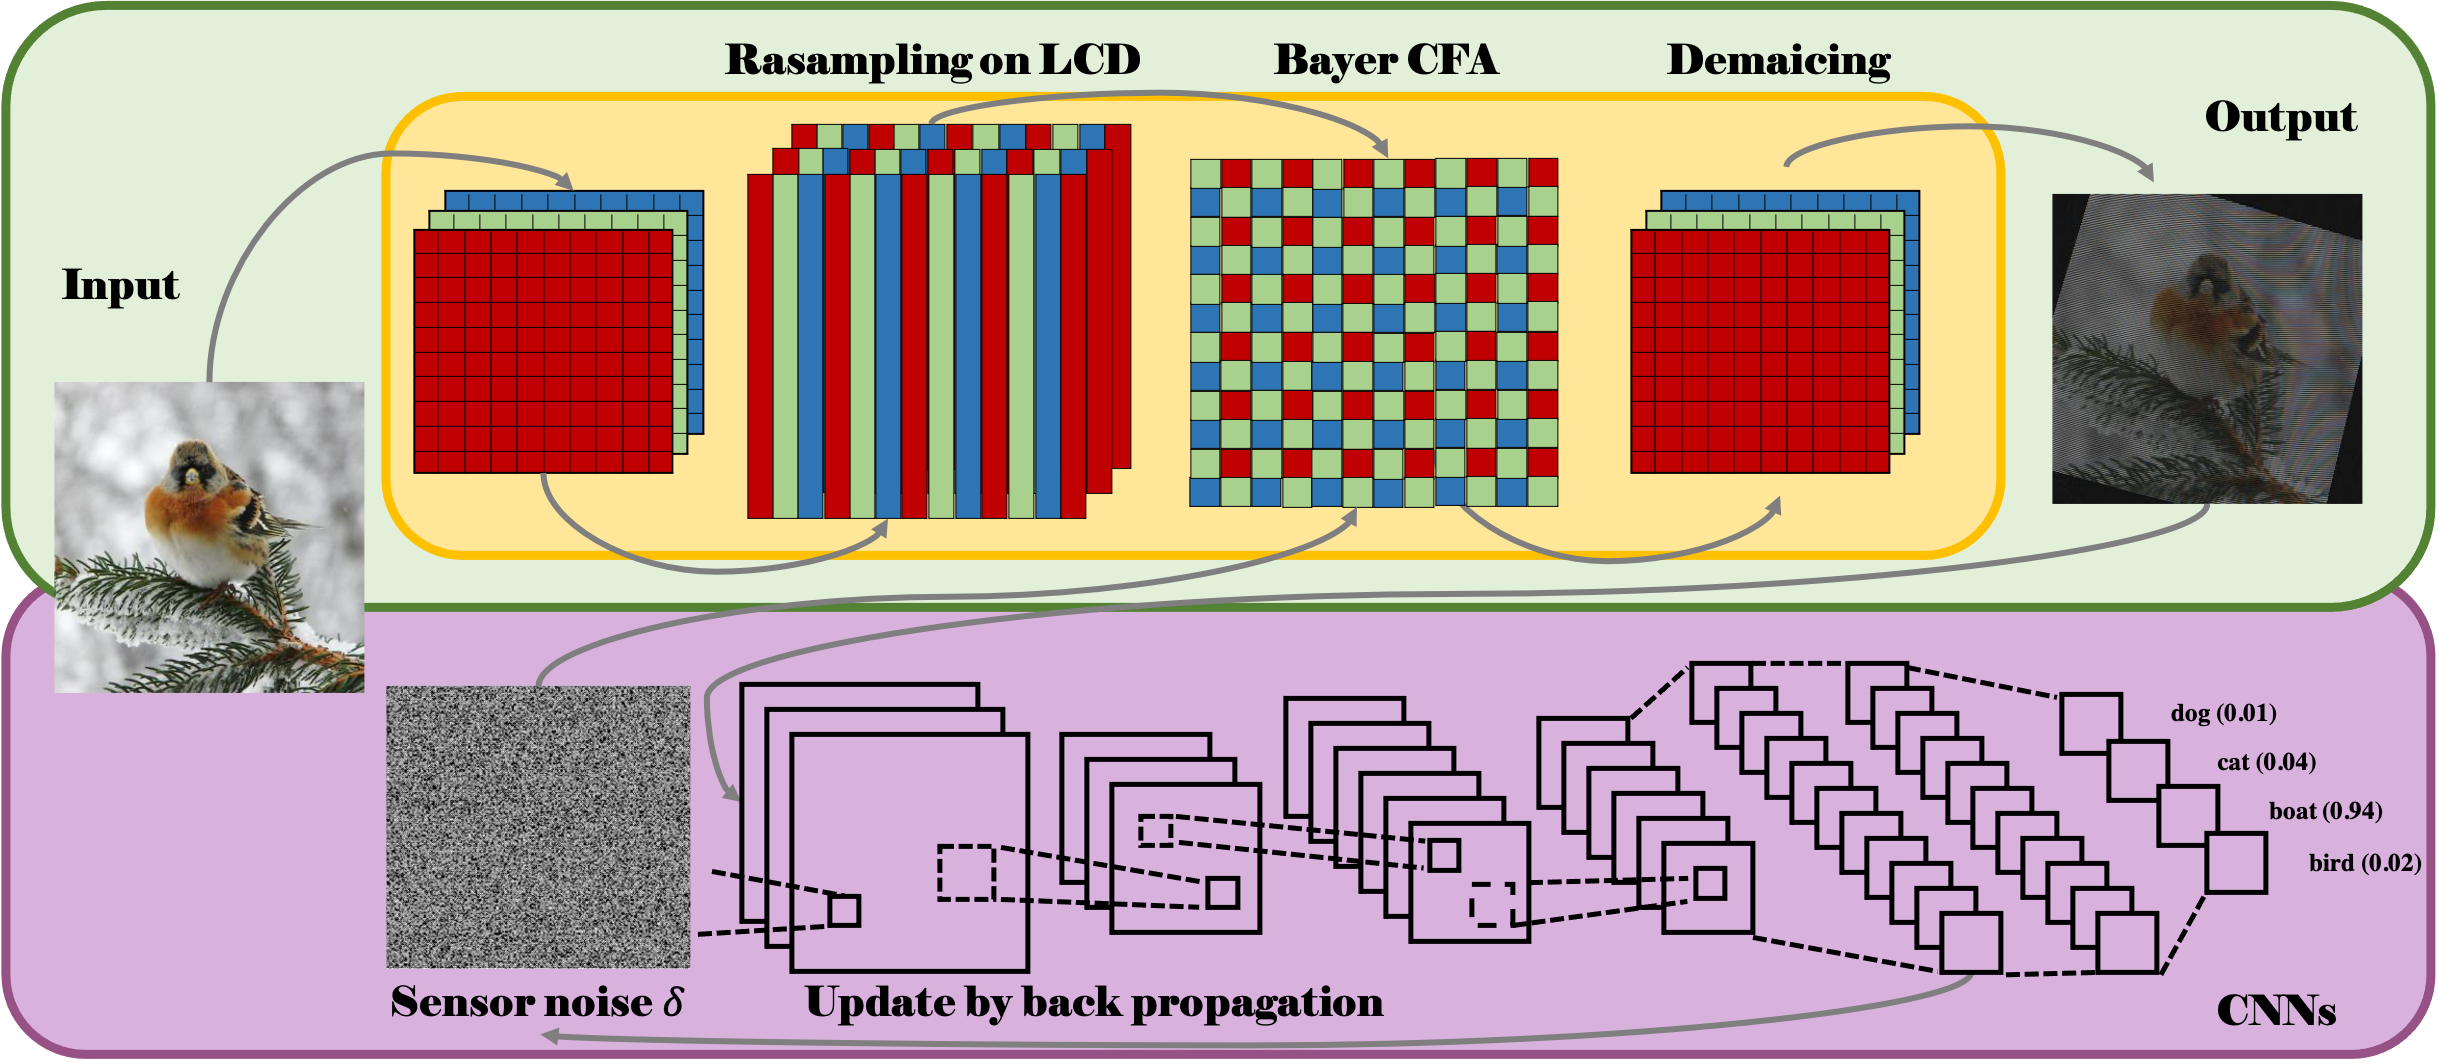 Rasampling on LCD
Bayer CFA
Demaicing
Output
Input
dog (0.01)
cat (0.04)
boat (0.94)
bird (0.02)
Sensor noise δ
Update by back propagation
CNNs